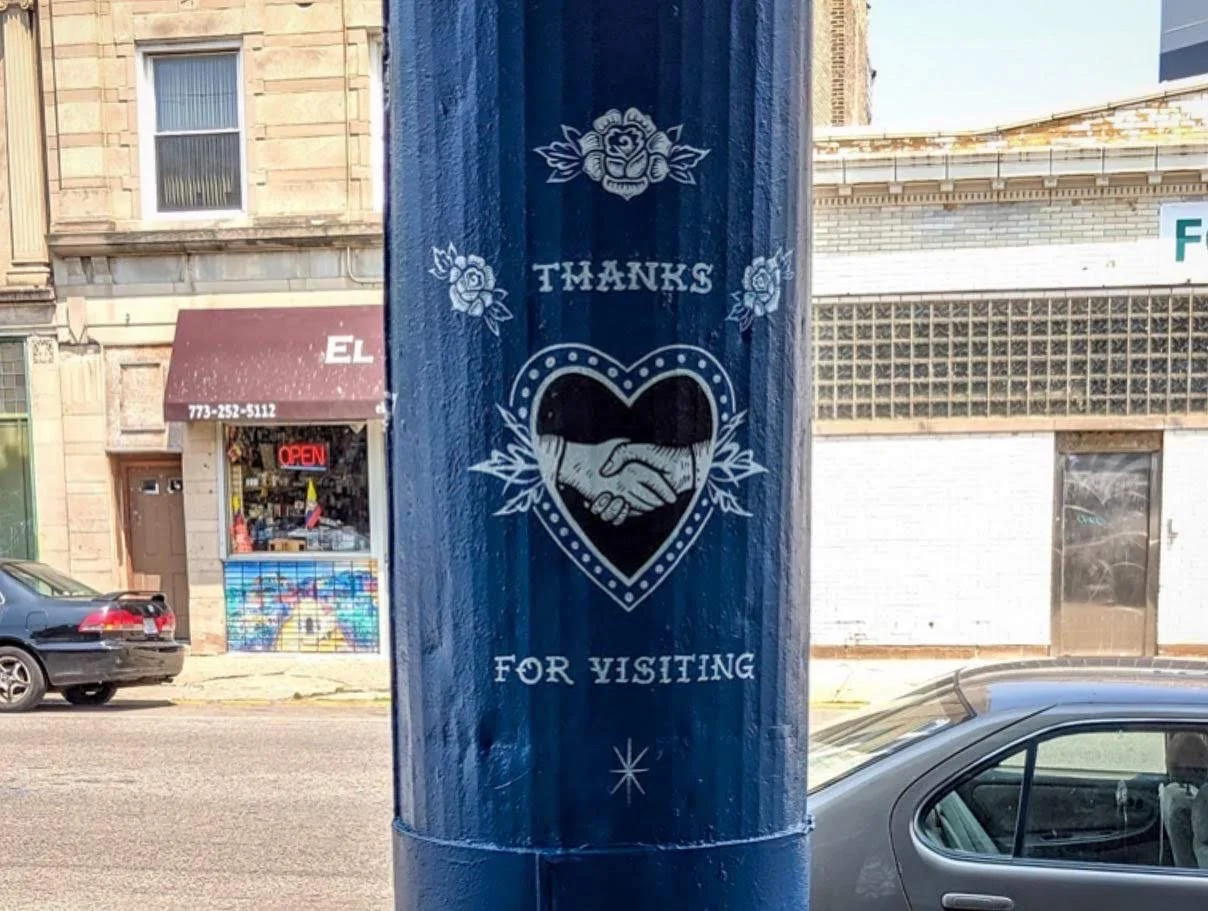 THANKS
FOR VISITING
EL
773-252-5112
OPEN